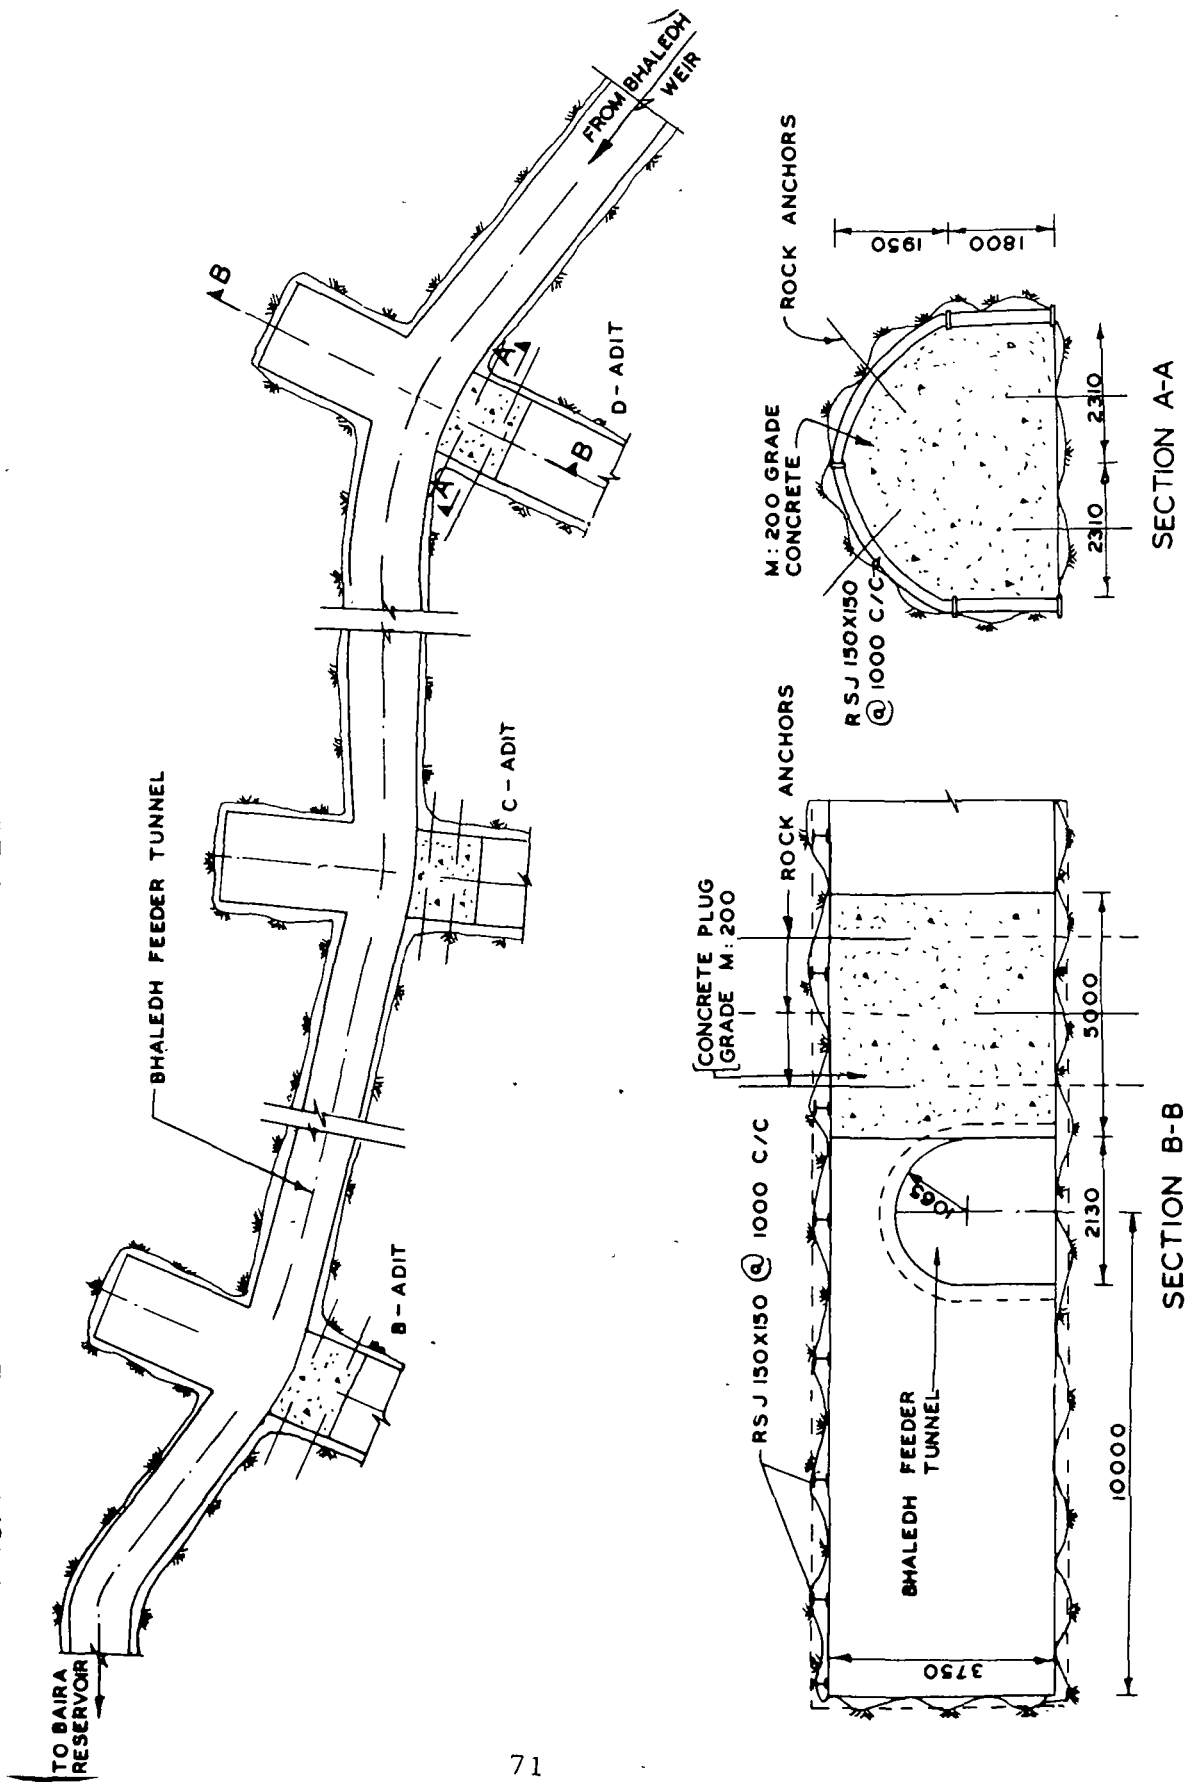 TO BAIRA
RESERVOIR
BHALEDH FEEDER TUNNEL
FROM BHALEDH
WEIR
B
B
A
A
B-ADIT
C-ADIT
D-ADIT
RSJ 150X150 @ 1000 C/C
CONCRETE PLUG
GRADE M:200
ROCK ANCHORS
BHALEDH FEEDER
TUNNEL
1065
3750
10000
2130
5000
SECTION B-B
RSJ 150X150
@ 1000 C/C
M:200 GRADE
CONCRETE
ROCK ANCHORS
1950
1800
2310
2310
SECTION A-A
71